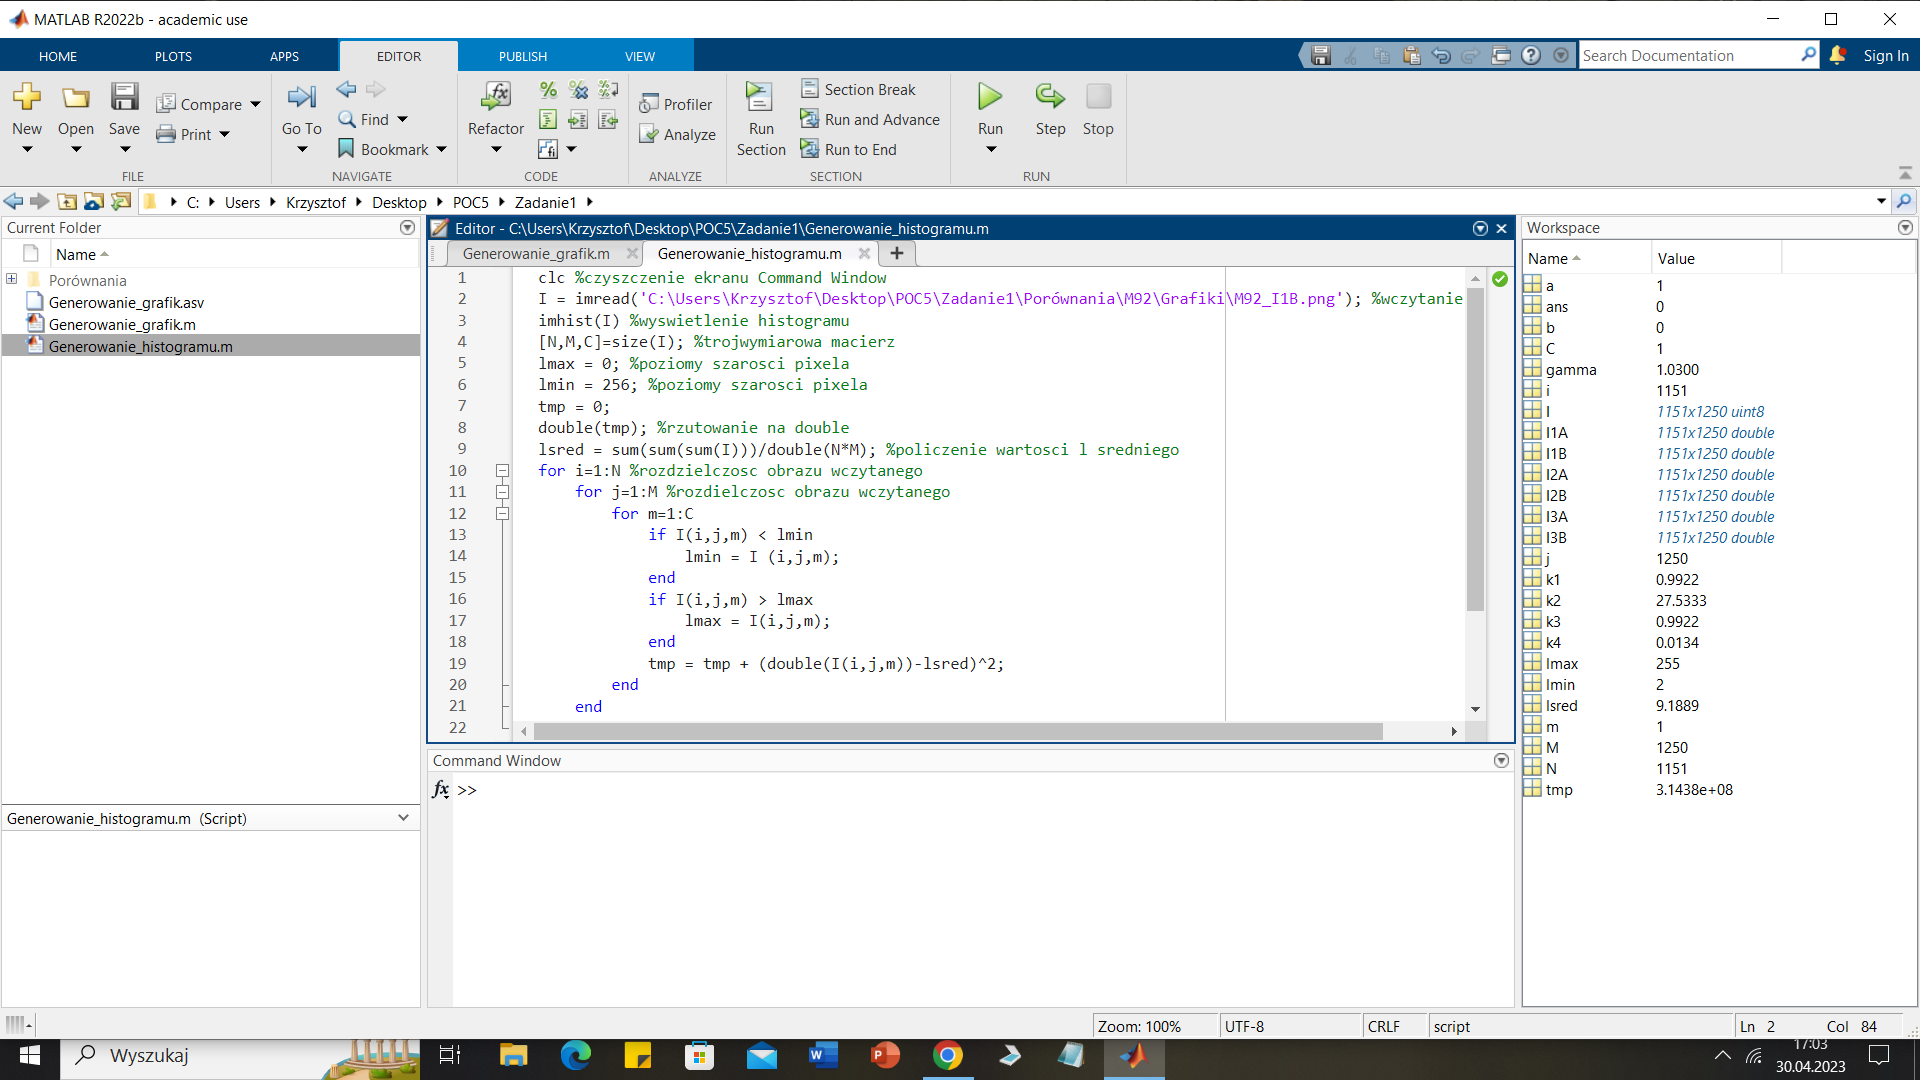 MATLAB R2022b - academic use
HOME PLOTS APPS EDITOR PUBLISH VIEW
Search Documentation
Sign In
New
Open
Save
Compare
Print
FILE
Go To
Find
Bookmark
NAVIGATE
Refactor
CODE
Profiler
Analyze
ANALYZE
Run Section
Section Break
Run and Advance
Run to End
SECTION
Run
Step
Stop
RUN
C: Users Krzysztof Desktop POC5 Zadanie1
Current Folder
Name
Porównania
Generowanie_grafik.asv
Generowanie_grafik.m
Generowanie_histogramu.m
Generowanie_histogramu.m (Script)
Editor - C:\Users\Krzysztof\Desktop\POC5\Zadanie1\Generowanie_histogramu.m
Generowanie_grafik.m Generowanie_histogramu.m
1 clc %czyszczenie ekranu Command Window
2 I = imread('C:\Users\Krzysztof\Desktop\POC5\Zadanie1\Porównania\M92\Grafiki\M92_I1B.png'); %wczytanie
3 imhist(I) %wyswietlenie histogramu
4 [N,M,C]=size(I); %trojwymiarowa macierz
5 lmax = 0; %poziomy szarosci pixela
6 lmin = 256; %poziomy szarosci pixela
7 tmp = 0;
8 double(tmp); %rzutowanie na double
9 lsred = sum(sum(sum(I)))/double(N*M); %policzenie wartosci l sredniego
10 for i=1:N %rozdzielczosc obrazu wczytanego
11 for j=1:M %rozdielczosc obrazu wczytanego
12 for m=1:C
13 if I(i,j,m) < lmin
14 lmin = I (i,j,m);
15 end
16 if I(i,j,m) > lmax
17 lmax = I(i,j,m);
18 end
19 tmp = tmp + (double(I(i,j,m))-lsred)^2;
20 end
21 end
22
Command Window
fx >>
Workspace
Name Value
a 1
ans 0
b 0
C 1
gamma 1.0300
i 1151
I 1151x1250 uint8
I1A 1151x1250 double
I1B 1151x1250 double
I2A 1151x1250 double
I2B 1151x1250 double
I3A 1151x1250 double
I3B 1151x1250 double
j 1250
k1 0.9922
k2 27.5333
k3 0.9922
k4 0.0134
lmax 255
lmin 2
lsred 9.1889
m 1
M 1250
N 1151
tmp 3.1438e+08
Zoom: 100% UTF-8 CRLF script Ln 2 Col 84
Wyszukaj
17:03
30.04.2023